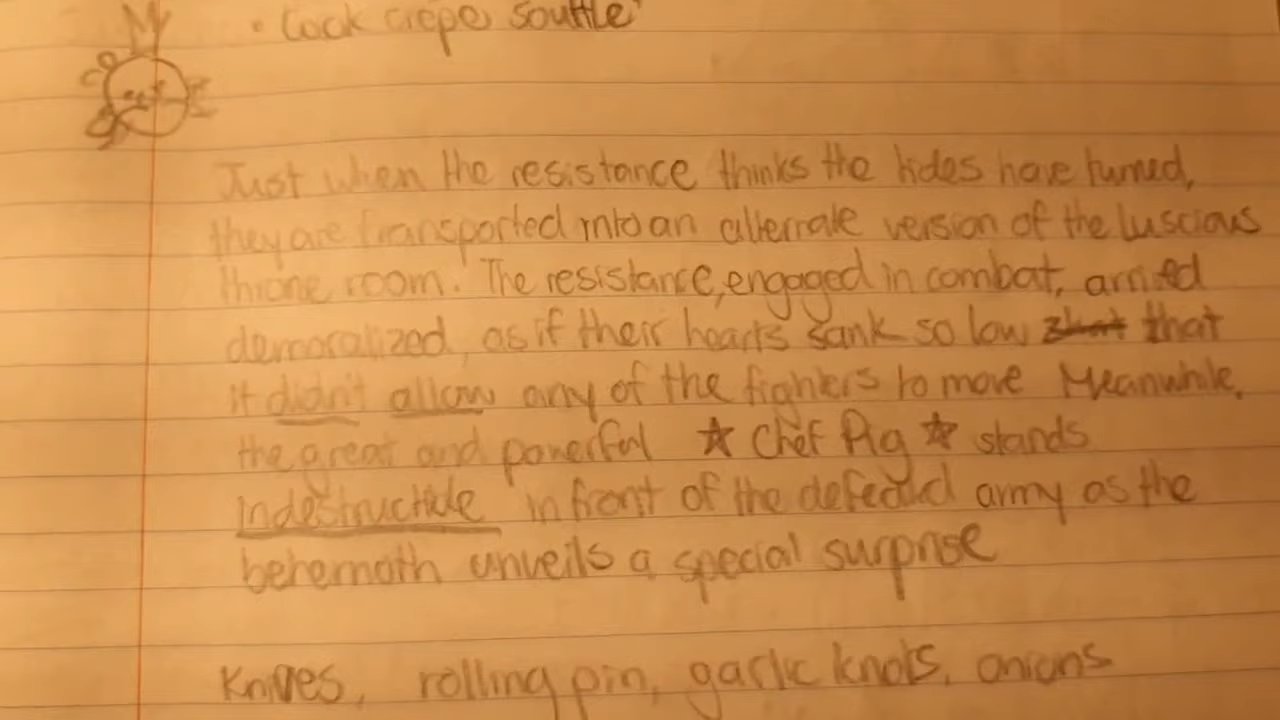 • Cock crepe souffle
Just when the resistance thinks the tides have turned,
they are transported into an alternate version of the luscious
throne room. The resistance, engaged in combat, arrived
demoralized, as if their hearts sank so low that
it didn't allow any of the fighters to move Meanwhile,
the great and powerful ☆ Chef Pig ☆ stands
indestructible in front of the defeated army as the
behemoth unveils a special surprise
Knives, rolling pin, garlic knots, onions